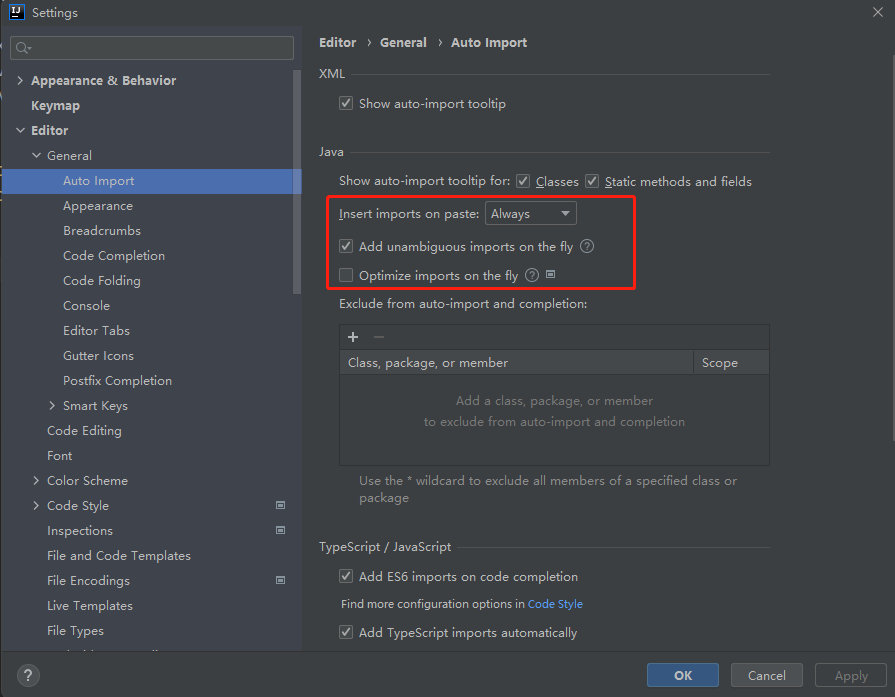 IJ Settings
Editor › General › Auto Import
Appearance & Behavior
Keymap
Editor
General
Auto Import
Appearance
Breadcrumbs
Code Completion
Code Folding
Console
Editor Tabs
Gutter Icons
Postfix Completion
Smart Keys
Code Editing
Font
Color Scheme
Code Style
Inspections
File and Code Templates
File Encodings
Live Templates
File Types
XML
Show auto-import tooltip
Java
Show auto-import tooltip for: Classes Static methods and fields
Insert imports on paste: Always
Add unambiguous imports on the fly ?
Optimize imports on the fly ?
Exclude from auto-import and completion:
+ −
Class, package, or member Scope
Add a class, package, or member
to exclude from auto-import and completion
Use the * wildcard to exclude all members of a specified class or
package
TypeScript / JavaScript
Add ES6 imports on code completion
Find more configuration options in Code Style
Add TypeScript imports automatically
? OK Cancel Apply